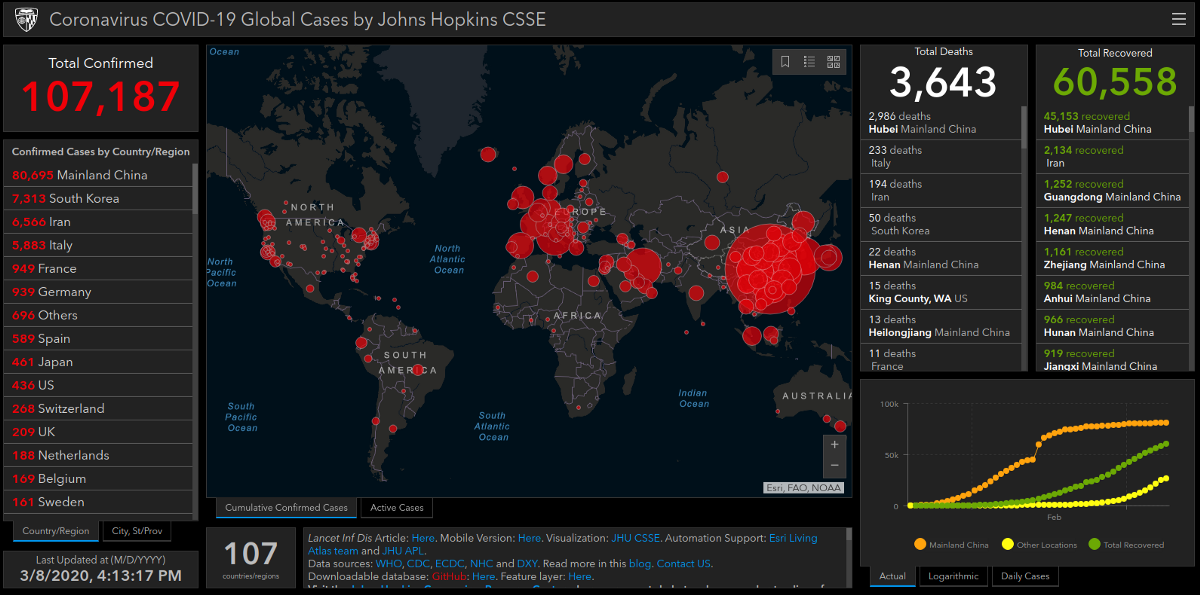 Coronavirus COVID-19 Global Cases by Johns Hopkins CSSE
Total Confirmed
107,187
Confirmed Cases by Country/Region
80,695 Mainland China
7,313 South Korea
6,566 Iran
5,883 Italy
949 France
939 Germany
696 Others
589 Spain
461 Japan
436 US
268 Switzerland
209 UK
188 Netherlands
169 Belgium
161 Sweden
Country/Region
City, St/Prov
Last Updated at (M/D/YYYY)
3/8/2020, 4:13:17 PM
Ocean
NORTH
AMERICA
EUROPE
ASIA
North
Pacific
Ocean
North
Atlantic
Ocean
AFRICA
SOUTH
AMERICA
Indian
Ocean
AUSTRALIA
South
Pacific
Ocean
South
Atlantic
Ocean
+
−
Esri, FAO, NOAA
Cumulative Confirmed Cases
Active Cases
107
countries/regions
Lancet Inf Dis Article: Here. Mobile Version: Here. Visualization: JHU CSSE. Automation Support: Esri Living
Atlas team and JHU APL.
Data sources: WHO, CDC, ECDC, NHC and DXY. Read more in this blog. Contact US.
Downloadable database: GitHub: Here. Feature layer: Here.
Total Deaths
3,643
2,986 deaths
Hubei Mainland China
233 deaths
Italy
194 deaths
Iran
50 deaths
South Korea
22 deaths
Henan Mainland China
15 deaths
King County, WA US
13 deaths
Heilongjiang Mainland China
11 deaths
France
Total Recovered
60,558
45,153 recovered
Hubei Mainland China
2,134 recovered
Iran
1,252 recovered
Guangdong Mainland China
1,247 recovered
Henan Mainland China
1,161 recovered
Zhejiang Mainland China
984 recovered
Anhui Mainland China
966 recovered
Hunan Mainland China
919 recovered
Jiangxi Mainland China
100k
50k
0
Feb
Mainland China
Other Locations
Total Recovered
Actual
Logarithmic
Daily Cases